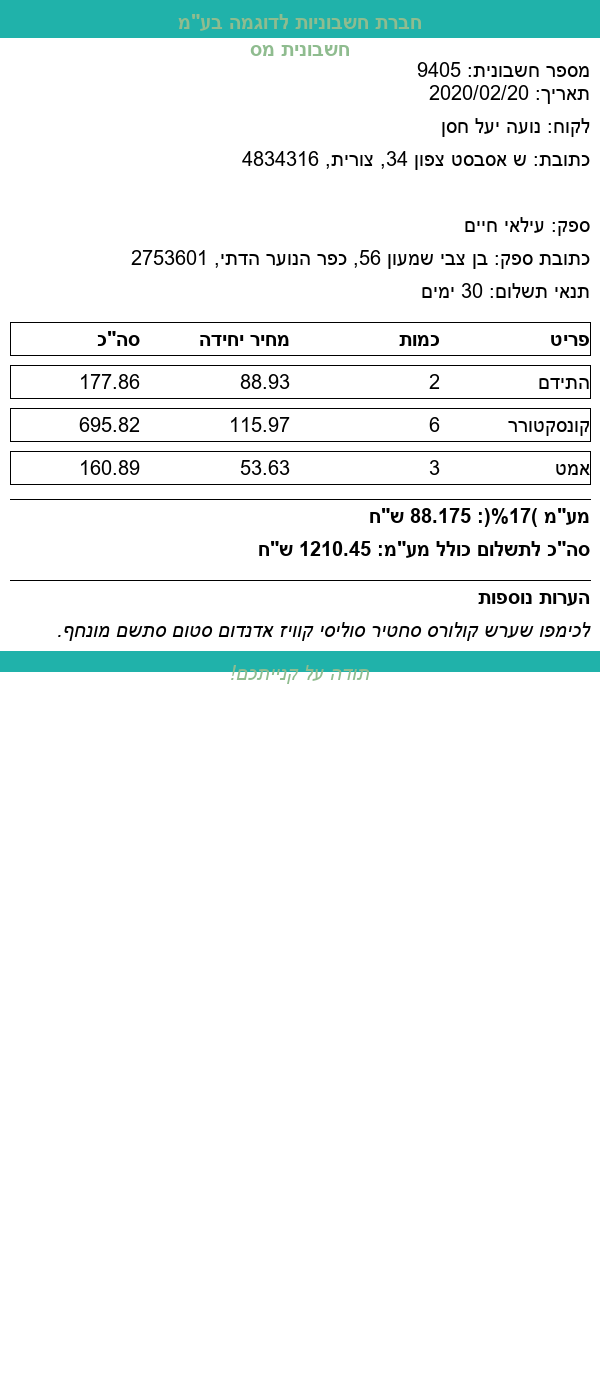 חברת חשבוניות לדוגמה בע"מ
חשבונית מס
מספר חשבונית: 9405
תאריך: 2020/02/20
לקוח: נועה יעל חסן
כתובת: ש אסבסט צפון 34, צורית, 4834316
ספק: עילאי חיים
כתובת ספק: בן צבי שמעון 56, כפר הנוער הדתי, 2753601
תנאי תשלום: 30 ימים
פריט כמות מחיר יחידה סה"כ
התידם 2 88.93 177.86
קונסקטורר 6 115.97 695.82
אמט 3 53.63 160.89
מע"מ )17%(: 88.175 ש"ח
סה"כ לתשלום כולל מע"מ: 1210.45 ש"ח
הערות נוספות
לכימפו שערש קולורס סחטיר סוליסי קוויז אדנדום סטום סתשם מונחף.
תודה על קנייתכם!